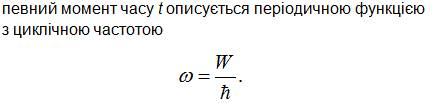 певний момент часу t описується періодичною функцією
з циклічною частотою
ω = W/ħ.